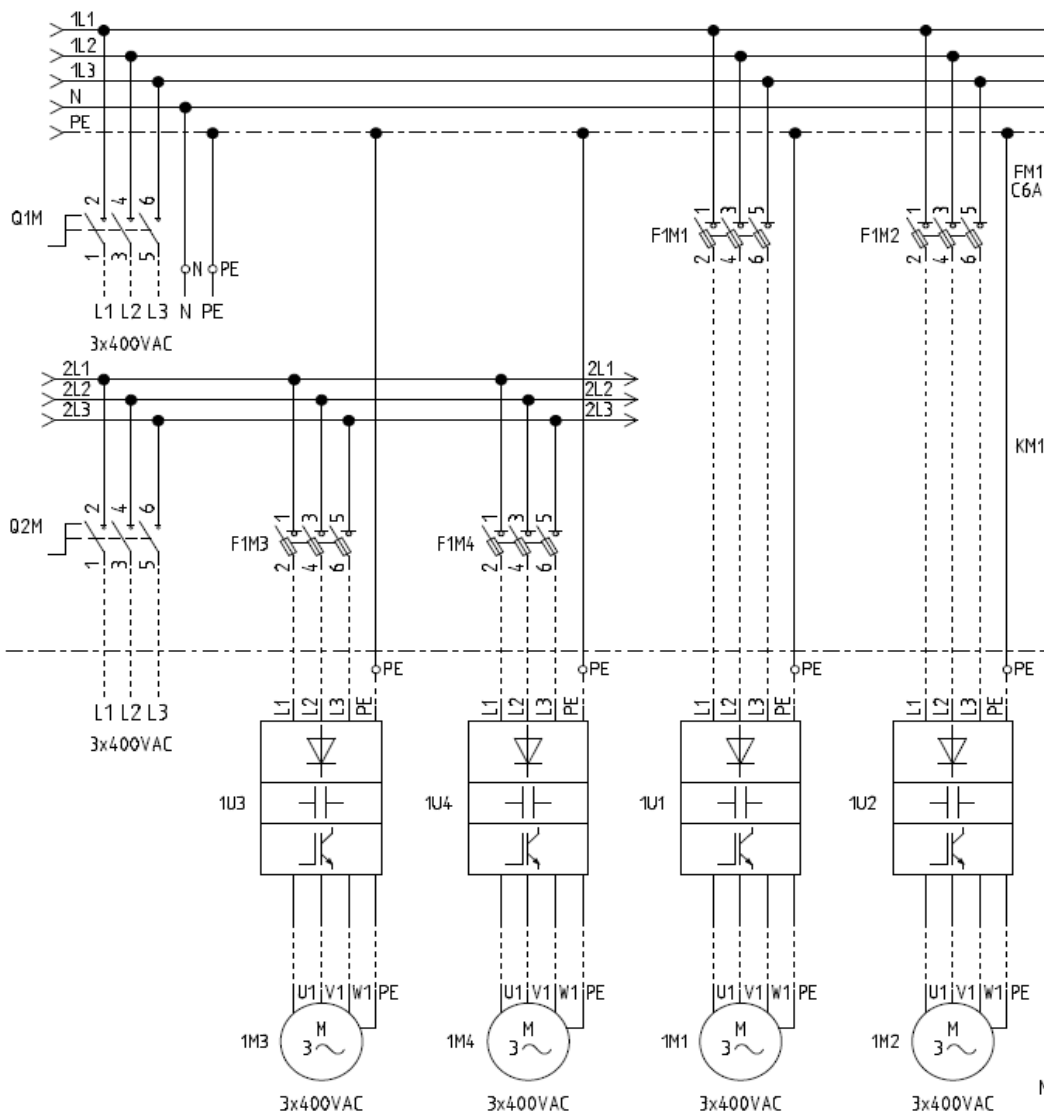 1L1
1L2
1L3
N
PE
FM1
C6A
2 4 6
Q1M
1 3 5
N PE
L1 L2 L3 N PE
3x400VAC
1 3 5
F1M1
2 4 6
1 3 5
F1M2
2 4 6
2L1 2L1
2L2 2L2
2L3 2L3
KM1
2 4 6
Q2M
1 3 5
1 3 5
F1M3
2 4 6
1 3 5
F1M4
2 4 6
PE PE PE PE
L1 L2 L3
3x400VAC
L1 L2 L3 PE L1 L2 L3 PE L1 L2 L3 PE L1 L2 L3 PE
1U3 1U4 1U1 1U2
U1 V1 W1 PE U1 V1 W1 PE U1 V1 W1 PE U1 V1 W1 PE
1M3 M 3 1M4 M 3 1M1 M 3 1M2 M 3
3x400VAC 3x400VAC 3x400VAC 3x400VAC